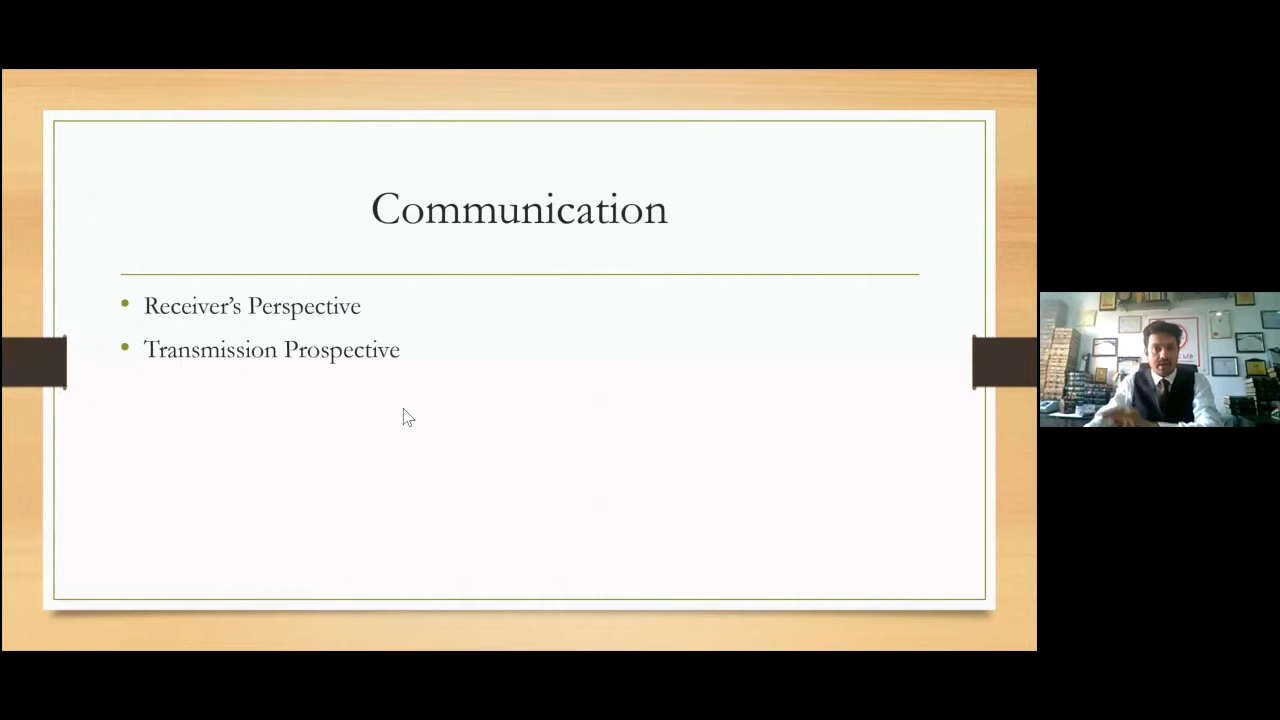 Communication
Receiver's Perspective
Transmission Prospective